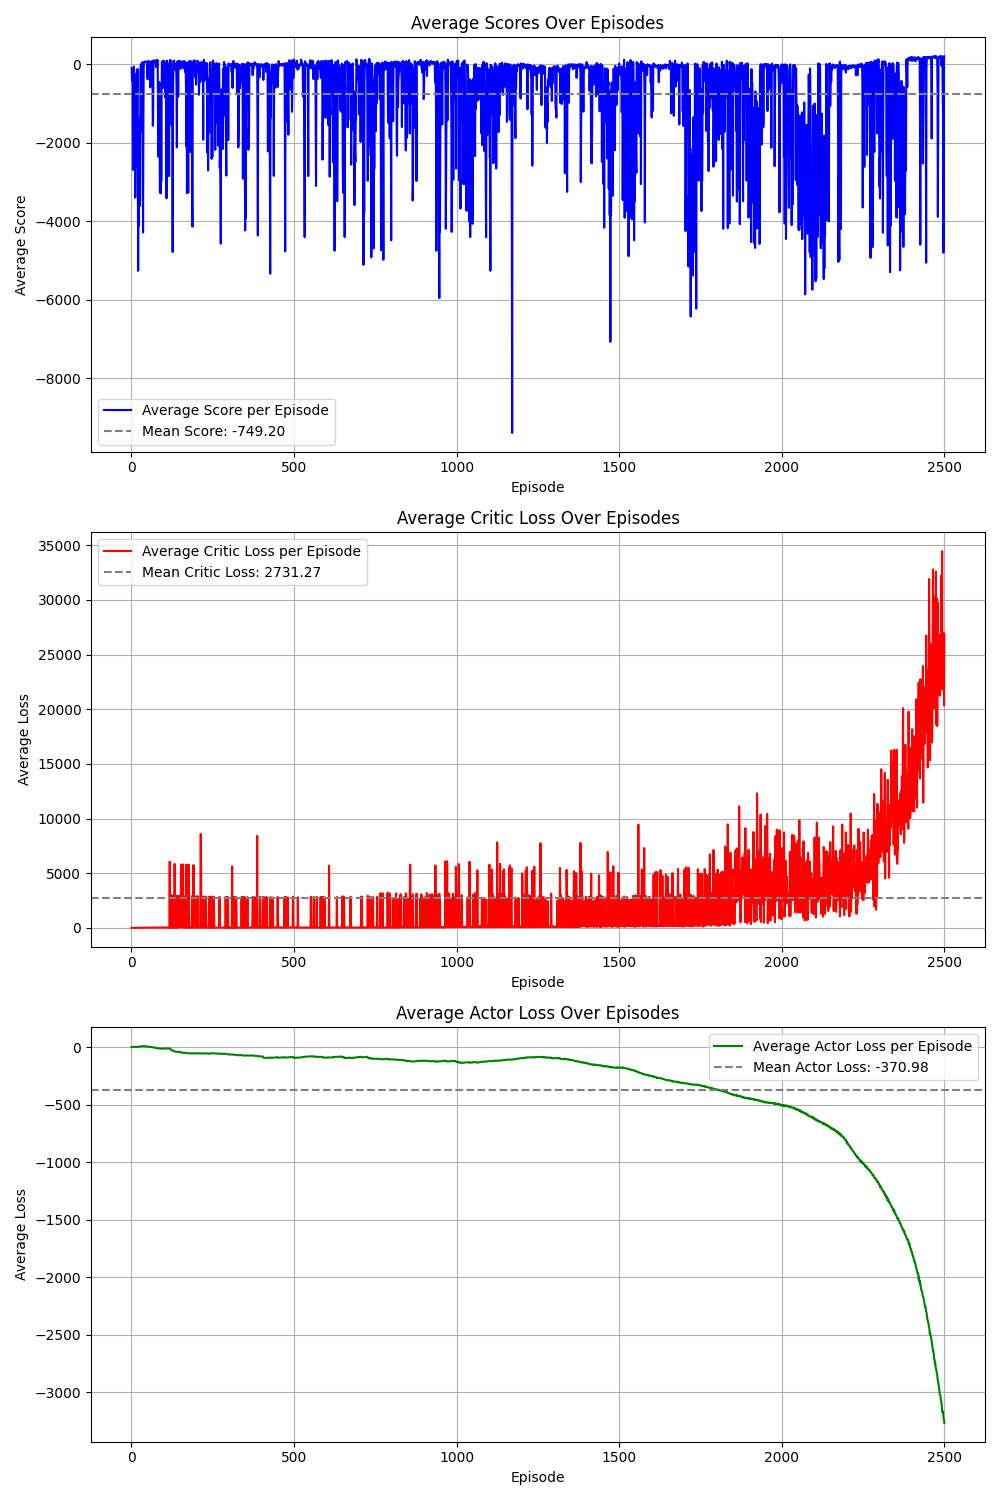 Average Scores Over Episodes
0
−2000
−4000
−6000
−8000
Average Score
Average Score per Episode
Mean Score: -749.20
0 500 1000 1500 2000 2500
Episode
Average Critic Loss Over Episodes
35000
30000
25000
20000
15000
10000
5000
0
Average Loss
Average Critic Loss per Episode
Mean Critic Loss: 2731.27
0 500 1000 1500 2000 2500
Episode
Average Actor Loss Over Episodes
0
−500
−1000
−1500
−2000
−2500
−3000
Average Loss
Average Actor Loss per Episode
Mean Actor Loss: -370.98
0 500 1000 1500 2000 2500
Episode